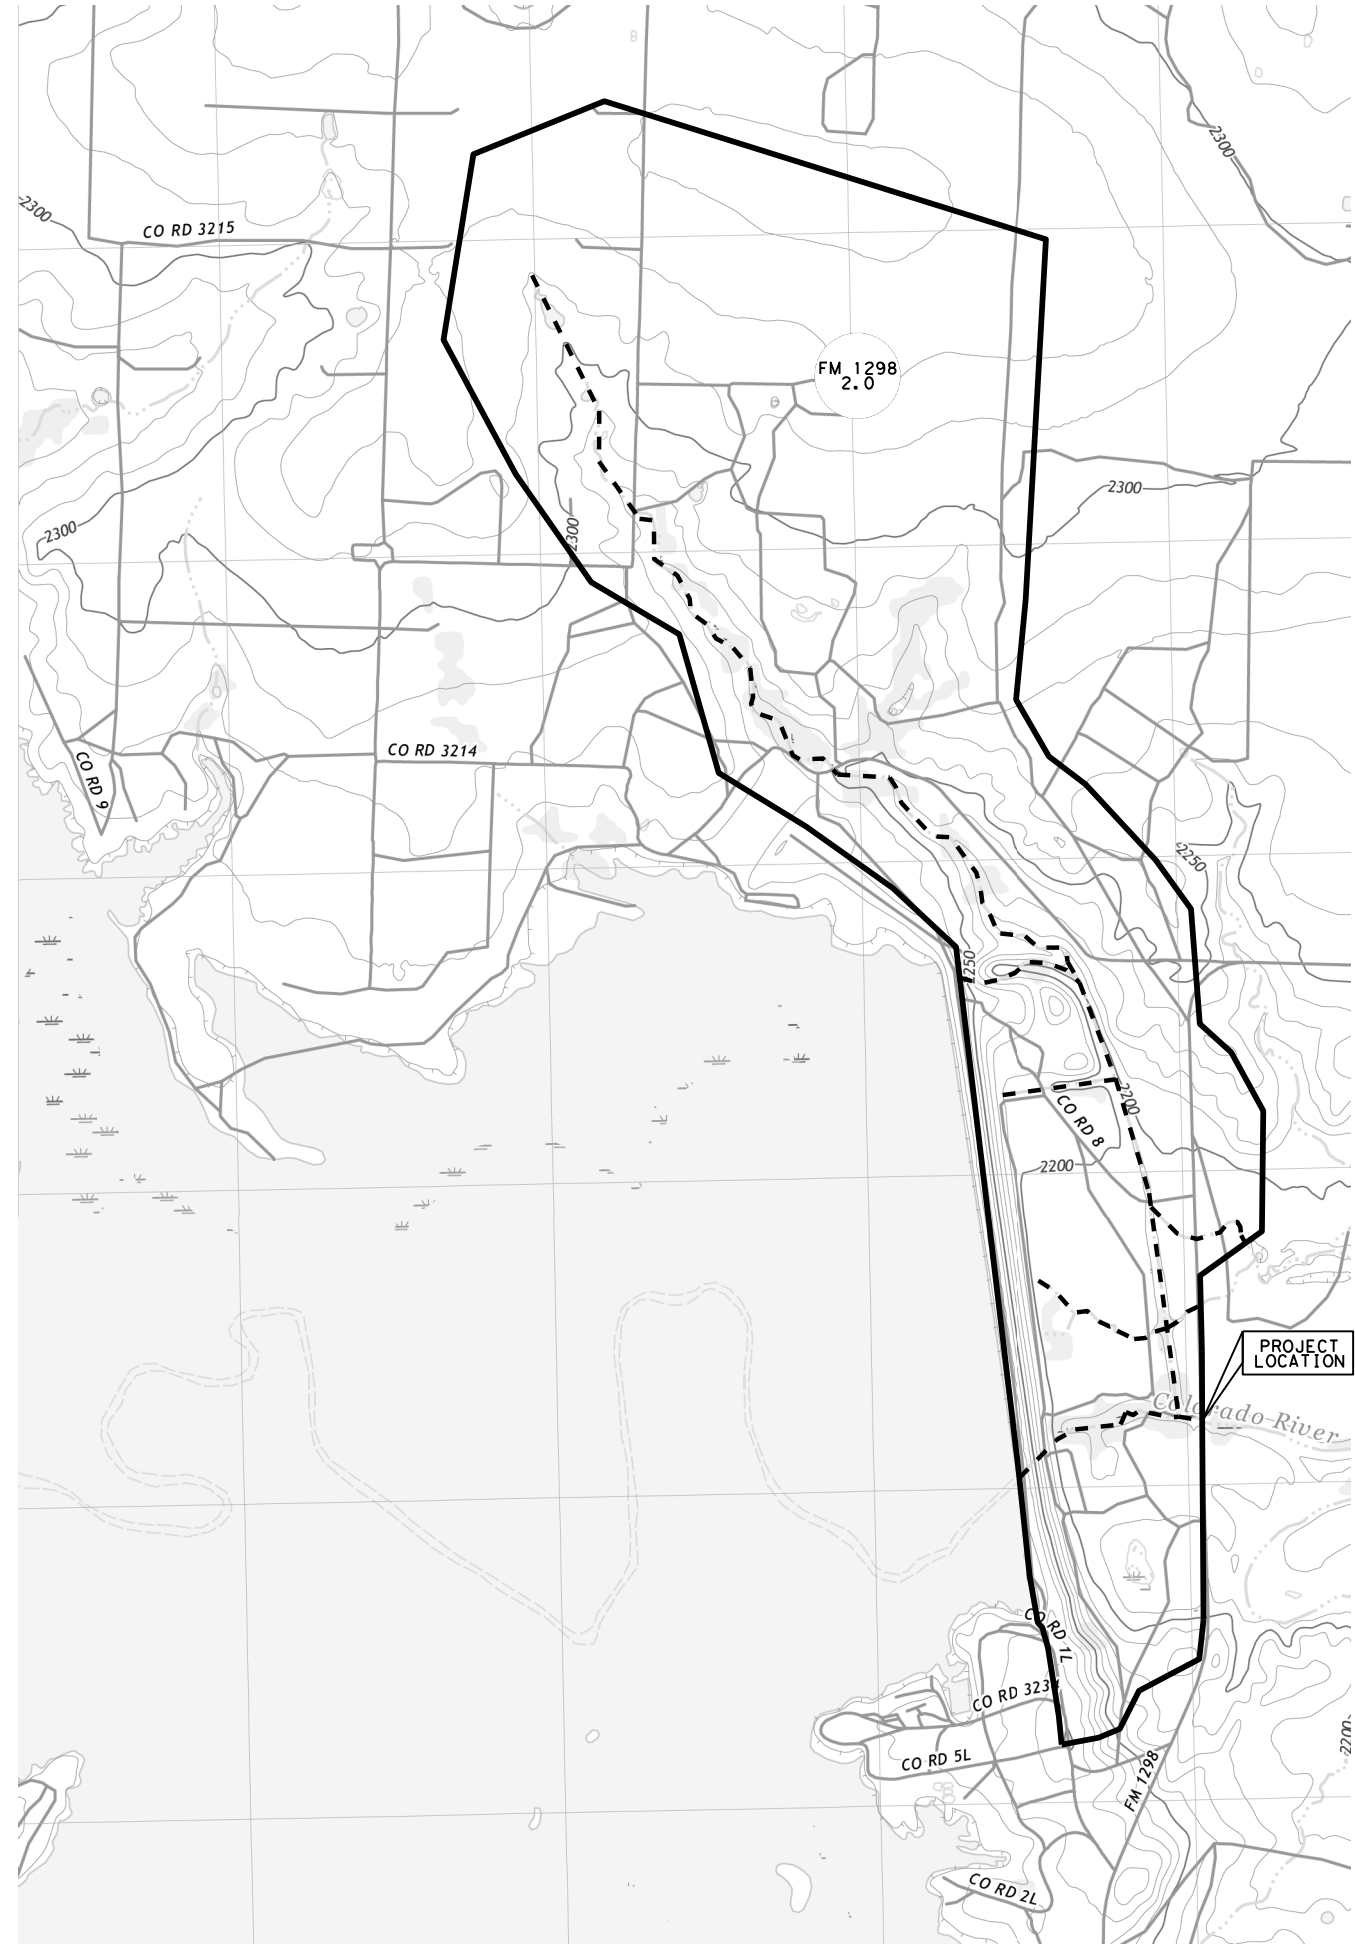 2300
2300
CO RD 3215
FM 1298
2.0
2300
2300
2300
CO RD 3214
CO RD 9
2250
2250
2200
CO RD 8
2200
PROJECT
LOCATION
Colorado River
CO RD 1L
CO RD 323
CO RD 5L
2200
FM 1298
CO RD 2L